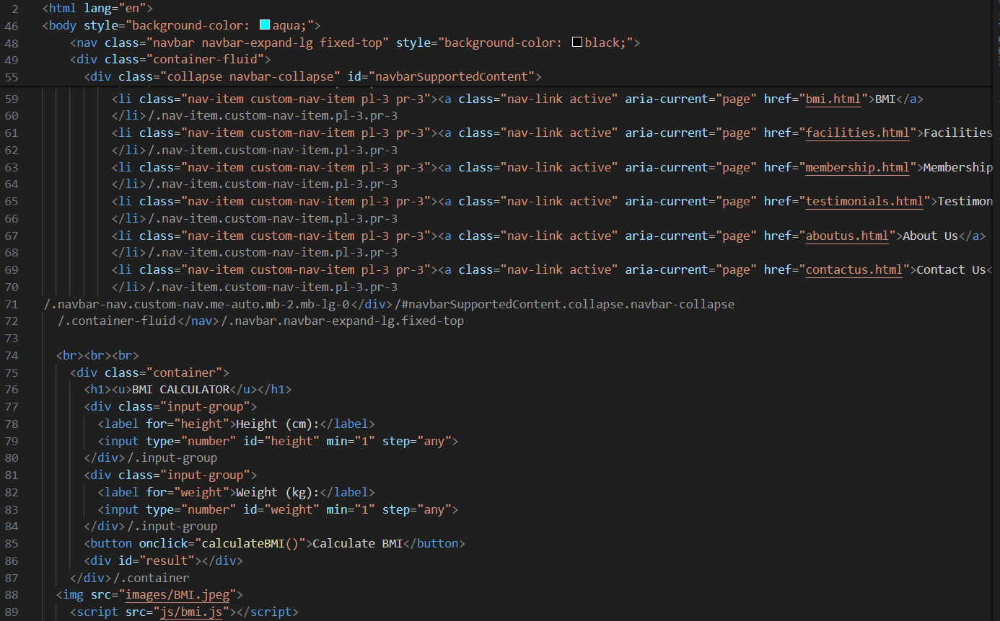 2 <html lang="en">
46 <body style="background-color: aqua;">
48 <nav class="navbar navbar-expand-lg fixed-top" style="background-color: black;">
49 <div class="container-fluid">
55 <div class="collapse navbar-collapse" id="navbarSupportedContent">
59 <li class="nav-item custom-nav-item pl-3 pr-3"><a class="nav-link active" aria-current="page" href="bmi.html">BMI</a>
60 </li>/.nav-item.custom-nav-item.pl-3.pr-3
61 <li class="nav-item custom-nav-item pl-3 pr-3"><a class="nav-link active" aria-current="page" href="facilities.html">Facilities
62 </li>/.nav-item.custom-nav-item.pl-3.pr-3
63 <li class="nav-item custom-nav-item pl-3 pr-3"><a class="nav-link active" aria-current="page" href="membership.html">Membership
64 </li>/.nav-item.custom-nav-item.pl-3.pr-3
65 <li class="nav-item custom-nav-item pl-3 pr-3"><a class="nav-link active" aria-current="page" href="testimonials.html">Testimon
66 </li>/.nav-item.custom-nav-item.pl-3.pr-3
67 <li class="nav-item custom-nav-item pl-3 pr-3"><a class="nav-link active" aria-current="page" href="aboutus.html">About Us</a>
68 </li>/.nav-item.custom-nav-item.pl-3.pr-3
69 <li class="nav-item custom-nav-item pl-3 pr-3"><a class="nav-link active" aria-current="page" href="contactus.html">Contact Us<
70 </li>/.nav-item.custom-nav-item.pl-3.pr-3
71 /.navbar-nav.custom-nav.me-auto.mb-2.mb-lg-0</div>/#navbarSupportedContent.collapse.navbar-collapse
72 /.container-fluid</nav>/.navbar.navbar-expand-lg.fixed-top
73
74 <br><br><br>
75 <div class="container">
76 <h1><u>BMI CALCULATOR</u></h1>
77 <div class="input-group">
78 <label for="height">Height (cm):</label>
79 <input type="number" id="height" min="1" step="any">
80 </div>/.input-group
81 <div class="input-group">
82 <label for="weight">Weight (kg):</label>
83 <input type="number" id="weight" min="1" step="any">
84 </div>/.input-group
85 <button onclick="calculateBMI()">Calculate BMI</button>
86 <div id="result"></div>
87 </div>/.container
88 <img src="images/BMI.jpeg">
89 <script src="js/bmi.js"></script>